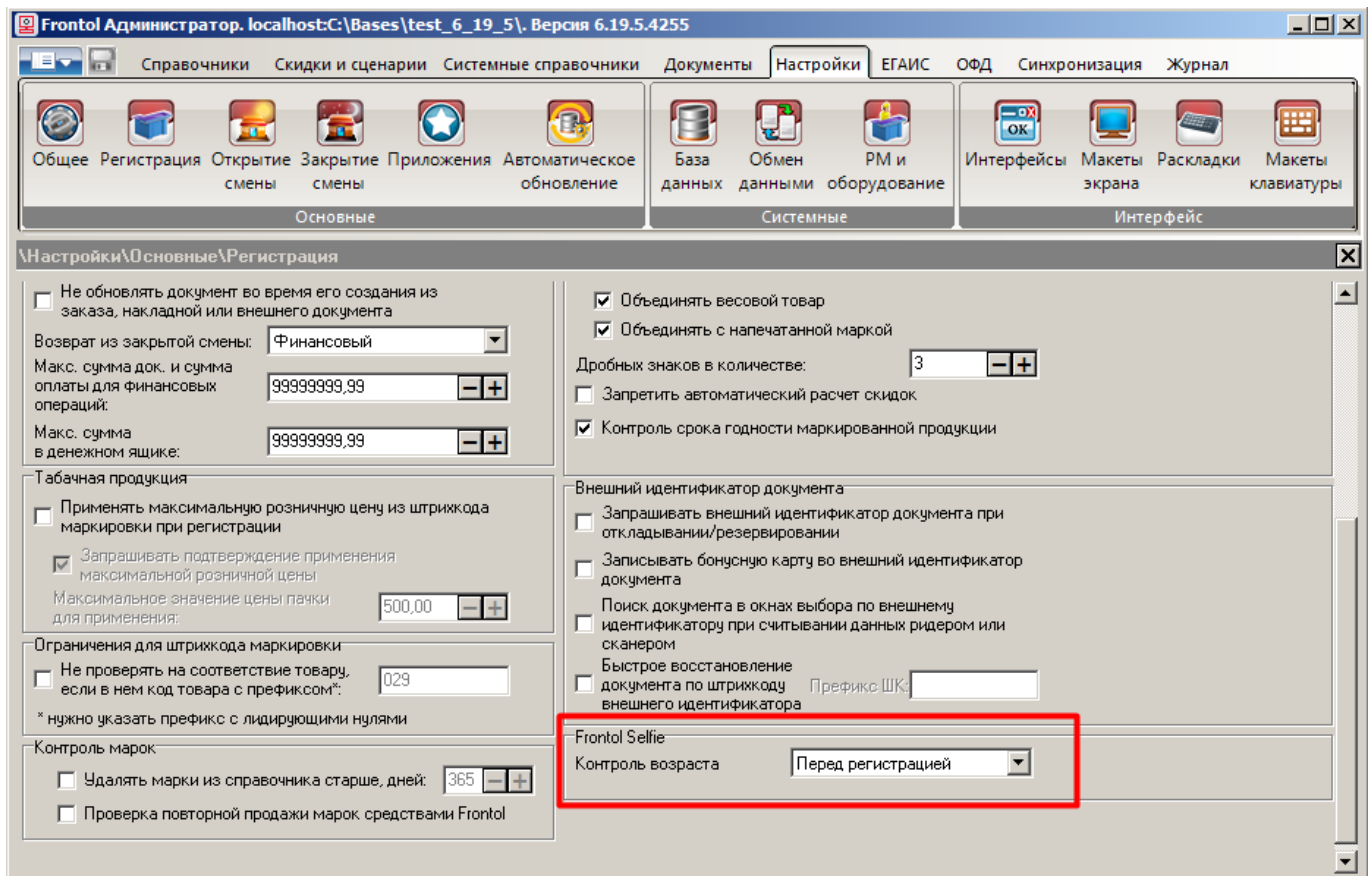 Frontol Администратор. localhost:C:\Bases\test_6_19_5\. Версия 6.19.5.4255
Справочники Скидки и сценарии Системные справочники Документы Настройки ЕГАИС ОФД Синхронизация Журнал
Общее Регистрация Открытие смены Закрытие смены Приложения Автоматическое обновление
Основные
База данных Обмен данными РМ и оборудование
Системные
ОК
Интерфейсы Макеты экрана Раскладки Макеты клавиатуры
Интерфейс
\Настройки\Основные\Регистрация
Не обновлять документ во время его создания из
заказа, накладной или внешнего документа
Возврат из закрытой смены: Финансовый
Макс. сумма док. и сумма
оплаты для финансовых
операций:
99999999,99
Макс. сумма
в денежном ящике:
99999999,99
Табачная продукция
Применять максимальную розничную цену из штрихкода
маркировки при регистрации
Запрашивать подтверждение применения
максимальной розничной цены
Максимальное значение цены пачки
для применения:
500,00
Ограничения для штрихкода маркировки
Не проверять на соответствие товару,
если в нем код товара с префиксом*:
029
* нужно указать префикс с лидирующими нулями
Контроль марок
Удалять марки из справочника старше, дней: 365
Проверка повторной продажи марок средствами Frontol
Объединять весовой товар
Объединять с напечатанной маркой
Дробных знаков в количестве: 3
Запретить автоматический расчет скидок
Контроль срока годности маркированной продукции
Внешний идентификатор документа
Запрашивать внешний идентификатор документа при
откладывании/резервировании
Записывать бонусную карту во внешний идентификатор
документа
Поиск документа в окнах выбора по внешнему
идентификатору при считывании данных ридером или
сканером
Быстрое восстановление
документа по штрихкоду
внешнего идентификатора
Префикс ШК:
Frontol Selfie
Контроль возраста Перед регистрацией